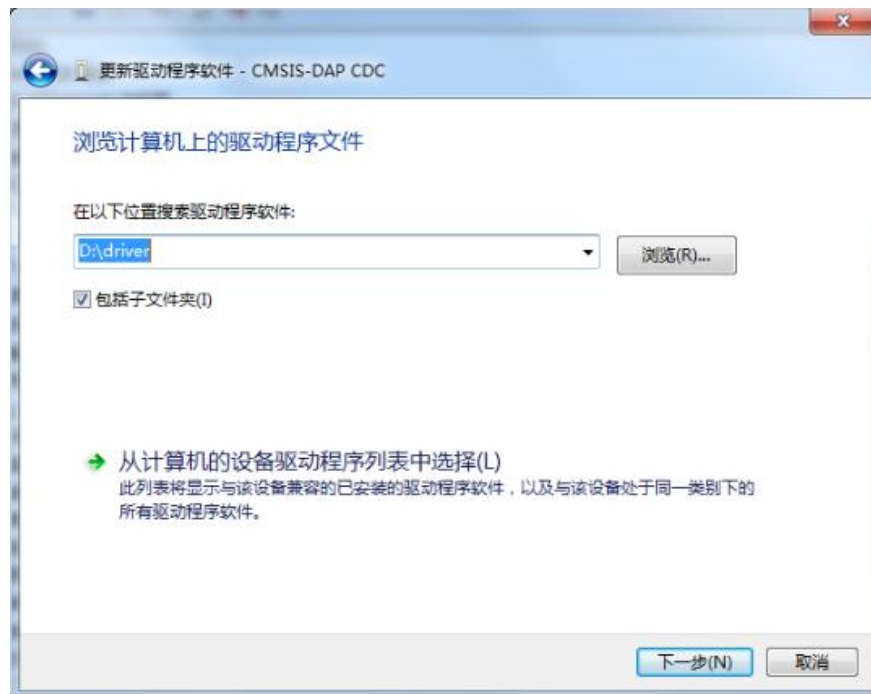 更新驱动程序软件 - CMSIS-DAP CDC
浏览计算机上的驱动程序文件
在以下位置搜索驱动程序软件:
D:\driver
浏览(R)...
包括子文件夹(I)
从计算机的设备驱动程序列表中选择(L)
此列表将显示与该设备兼容的已安装的驱动程序软件，以及与该设备处于同一类别下的
所有驱动程序软件。
下一步(N)
取消